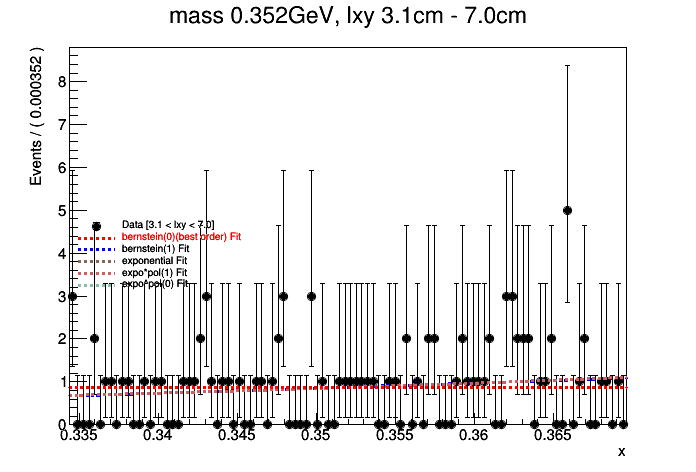 mass 0.352GeV, lxy 3.1cm - 7.0cm
Events / ( 0.000352 )
8
7
6
5
4
3
2
1
0
Data [3.1 < lxy < 7.0]
bernstein(0)(best order) Fit
bernstein(1) Fit
exponential Fit
expo*pol(1) Fit
expo*pol(0) Fit
0.335 0.34 0.345 0.35 0.355 0.36 0.365
x